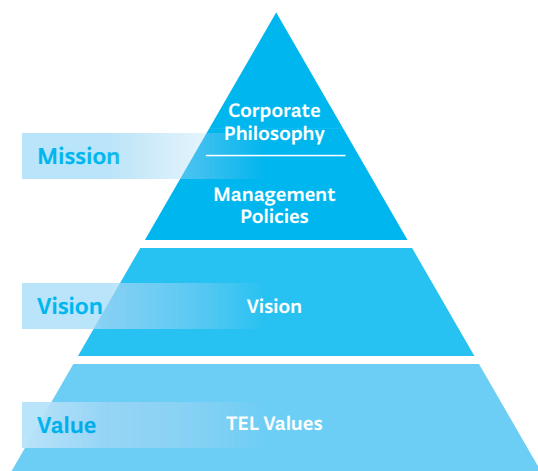 Corporate
Philosophy
Mission
Management
Policies
Vision
Vision
Value
TEL Values